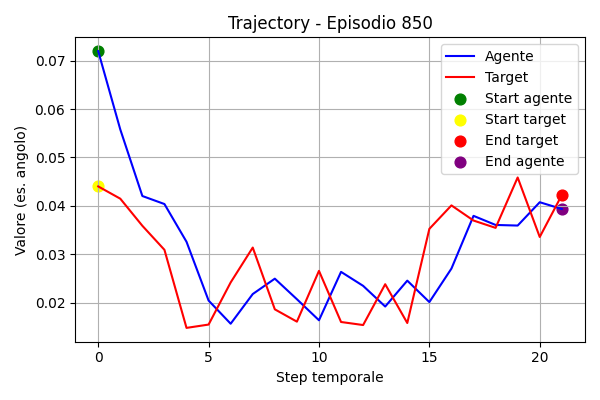 Trajectory - Episodio 850
Valore (es. angolo)
0.07
0.06
0.05
0.04
0.03
0.02
Agente
Target
Start agente
Start target
End target
End agente
0 5 10 15 20
Step temporale